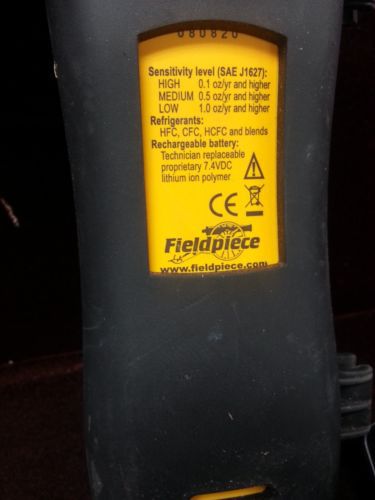 080820
Sensitivity level (SAE J1627):
HIGH 0.1 oz/yr and higher
MEDIUM 0.5 oz/yr and higher
LOW 1.0 oz/yr and higher
Refrigerants:
HFC, CFC, HCFC and blends
Rechargeable battery:
Technician replaceable
proprietary 7.4VDC
lithium ion polymer
CE
Fieldpiece
www.fieldpiece.com